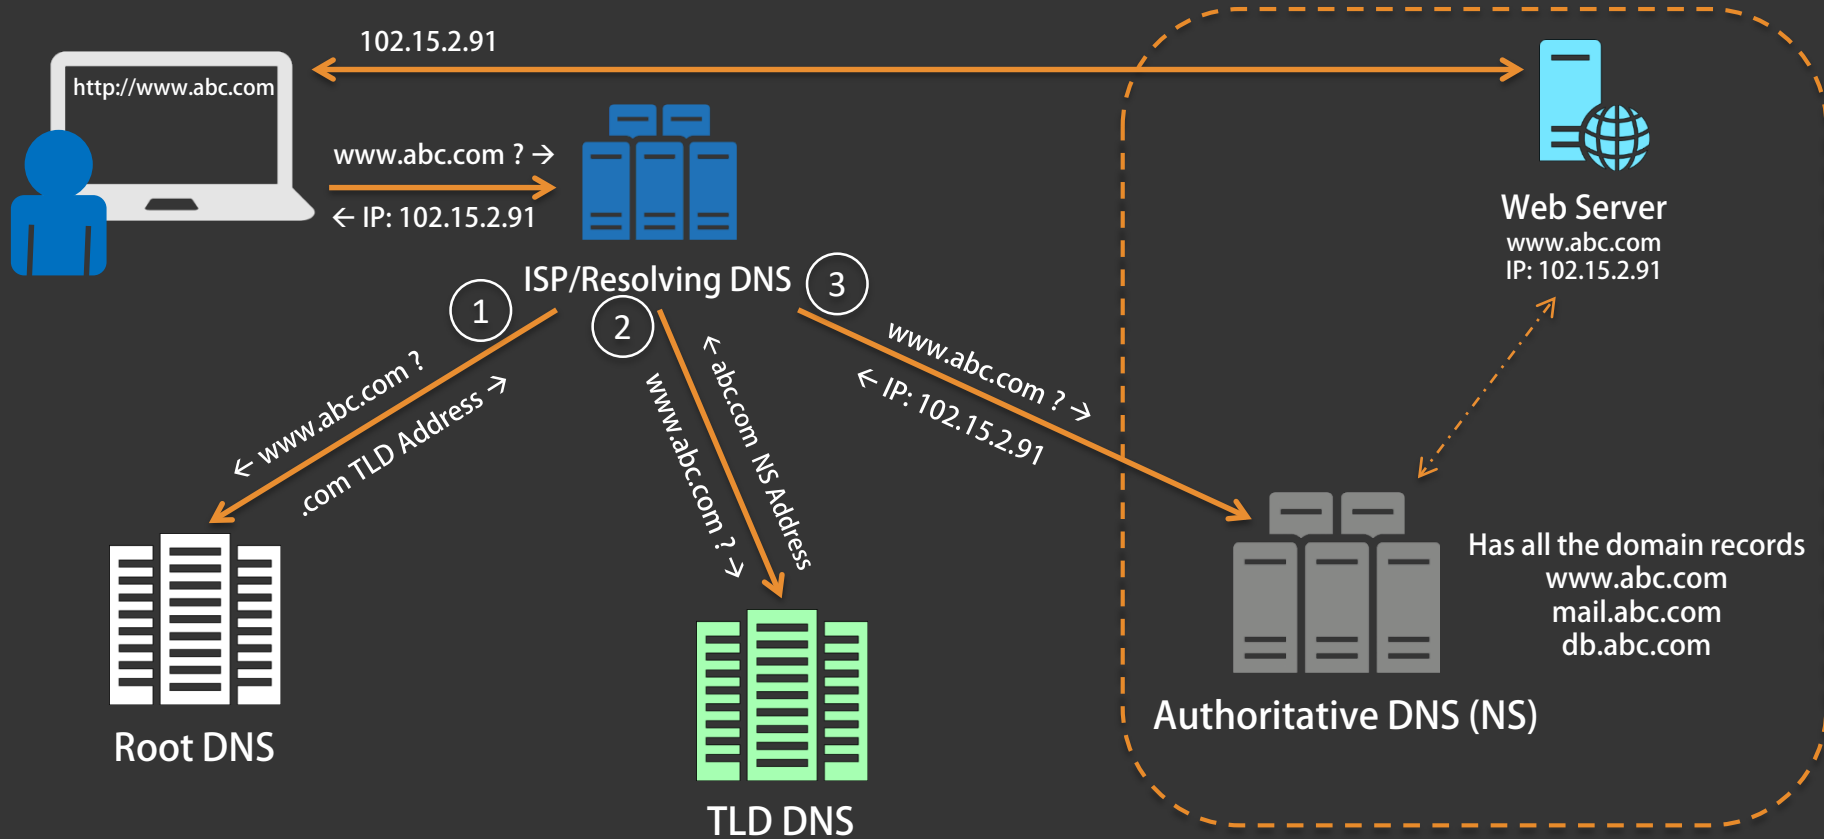 102.15.2.91
http://www.abc.com
www.abc.com ? →
← IP: 102.15.2.91
ISP/Resolving DNS
1
2
3
← www.abc.com ?
.com TLD Address →
www.abc.com ? →
← abc.com NS Address
www.abc.com ? →
← IP: 102.15.2.91
Web Server
www.abc.com
IP: 102.15.2.91
Has all the domain records
www.abc.com
mail.abc.com
db.abc.com
Authoritative DNS (NS)
Root DNS
TLD DNS